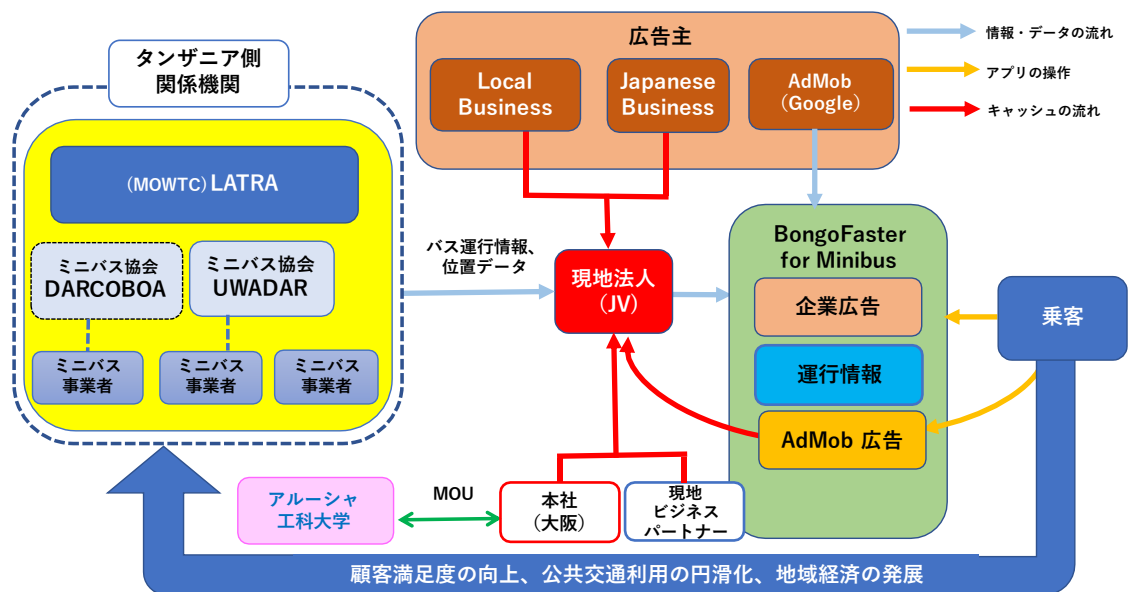 タンザニア側
関係機関
(MOWTC) LATRA
ミニバス協会
DARCOBOA
ミニバス協会
UWADAR
ミニバス
事業者
ミニバス
事業者
ミニバス
事業者
広告主
Local
Business
Japanese
Business
AdMob
(Google)
情報・データの流れ
アプリの操作
キャッシュの流れ
バス運行情報、
位置データ
現地法人
(JV)
BongoFaster
for Minibus
企業広告
運行情報
AdMob 広告
乗客
アルーシャ
工科大学
MOU
本社
(大阪)
現地
ビジネス
パートナー
顧客満足度の向上、公共交通利用の円滑化、地域経済の発展